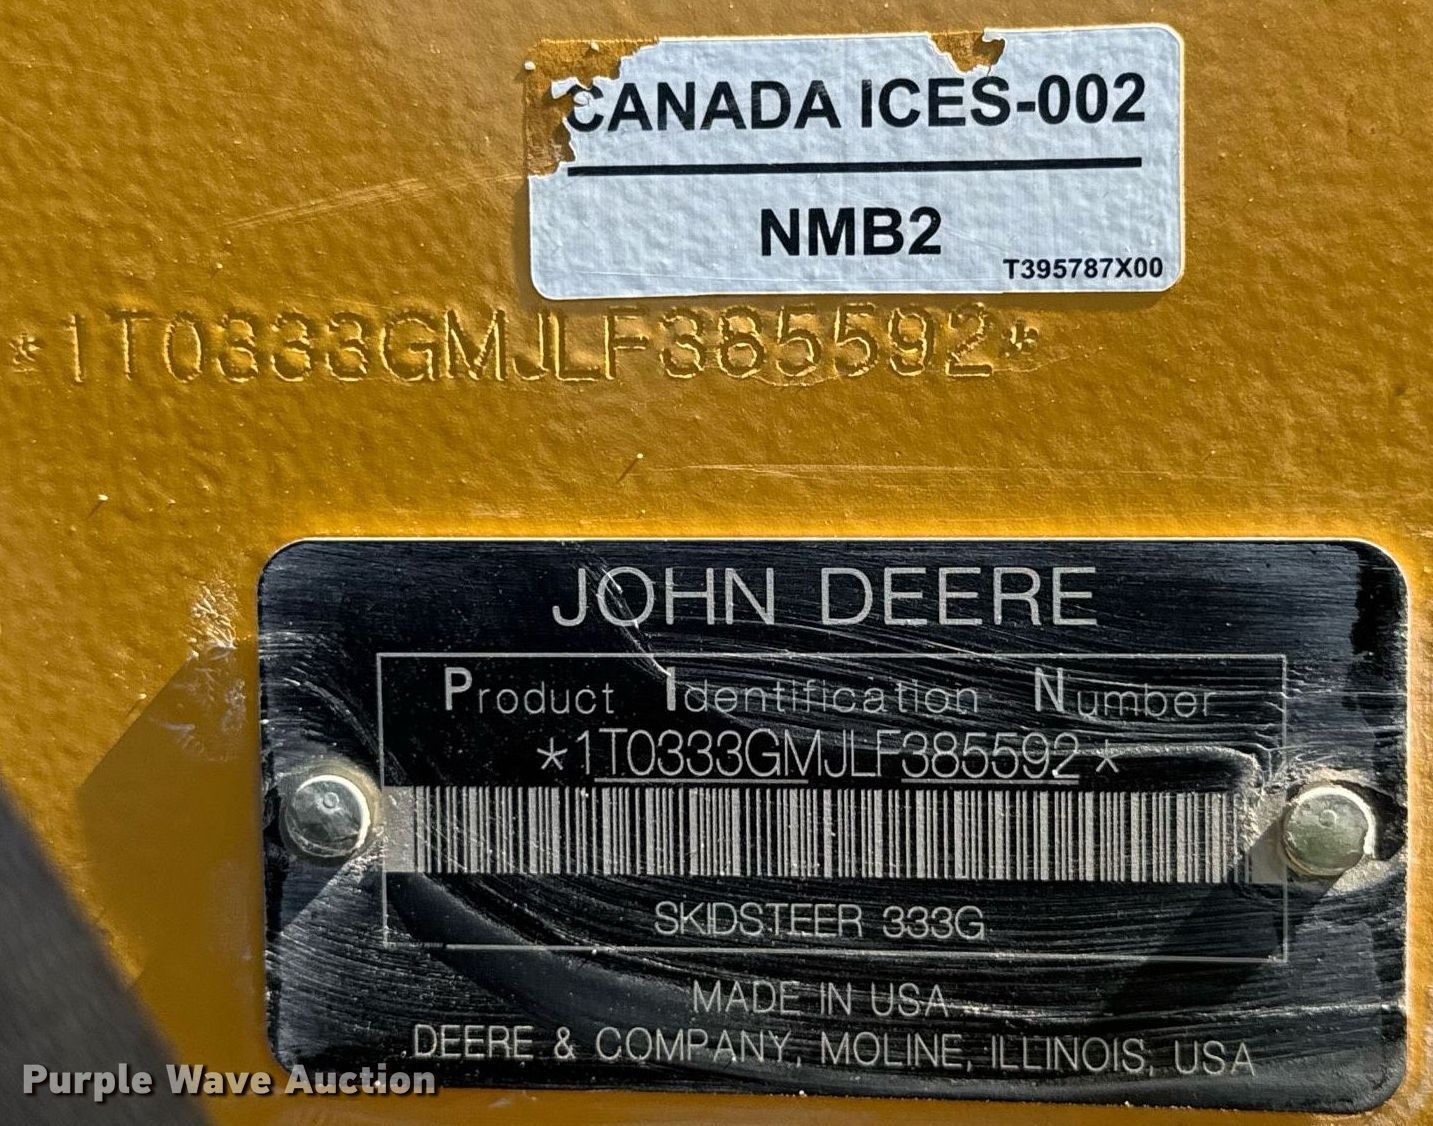 CANADA ICES-002
NMB2
T395787X00
*1T0333GMJLF385592*
JOHN DEERE
Product Identification Number
*1T0333GMJLF385592*
SKIDSTEER 333G
MADE IN USA
DEERE & COMPANY, MOLINE, ILLINOIS, USA
Purple Wave Auction